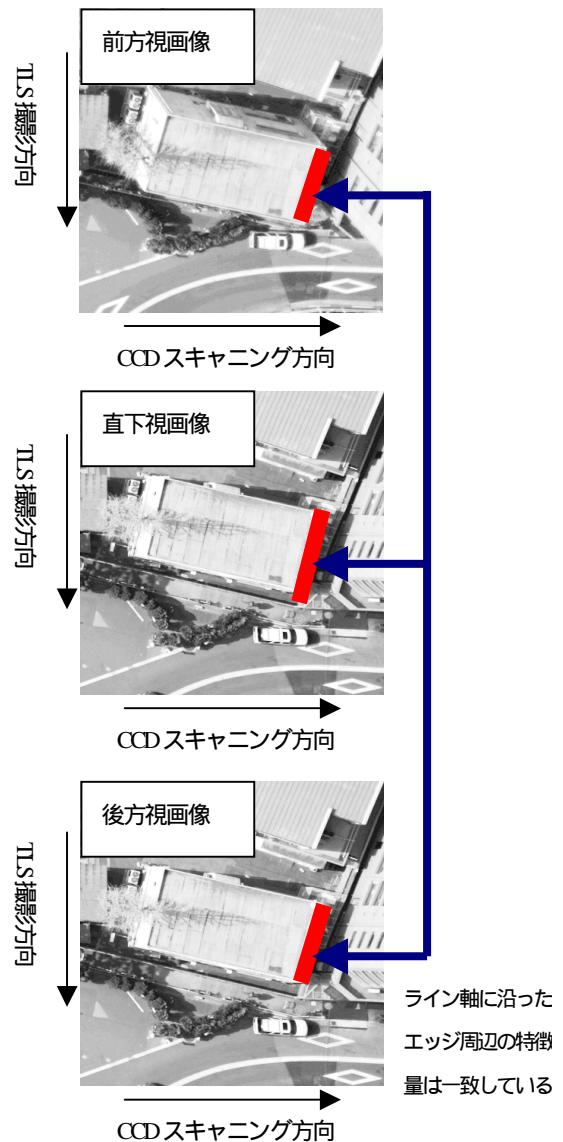 前方視画像
TLS撮影方向
CCDスキャニング方向
直下視画像
TLS撮影方向
CCDスキャニング方向
後方視画像
TLS撮影方向
ライン軸に沿った
エッジ周辺の特徴
量は一致している
CCDスキャニング方向